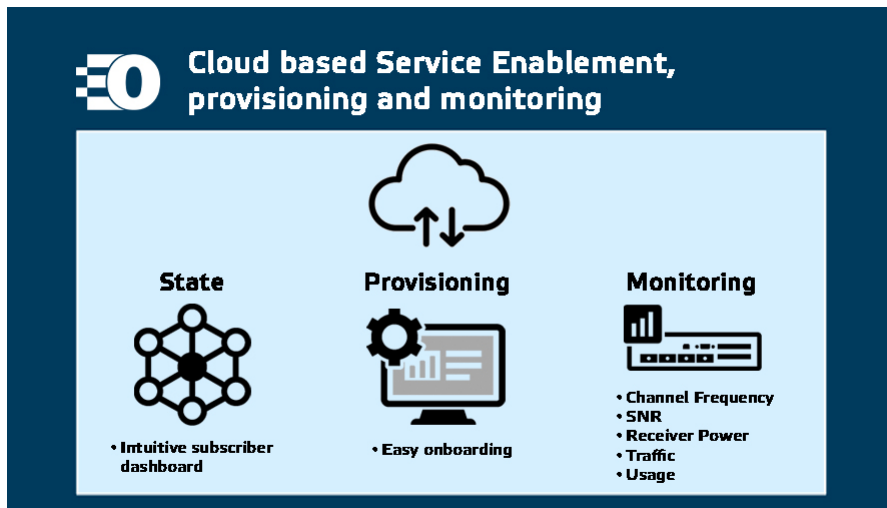 Cloud based Service Enablement,
provisioning and monitoring
State
Provisioning
Monitoring
• Intuitive subscriber
dashboard
• Easy onboarding
• Channel Frequency
• SNR
• Receiver Power
• Traffic
• Usage